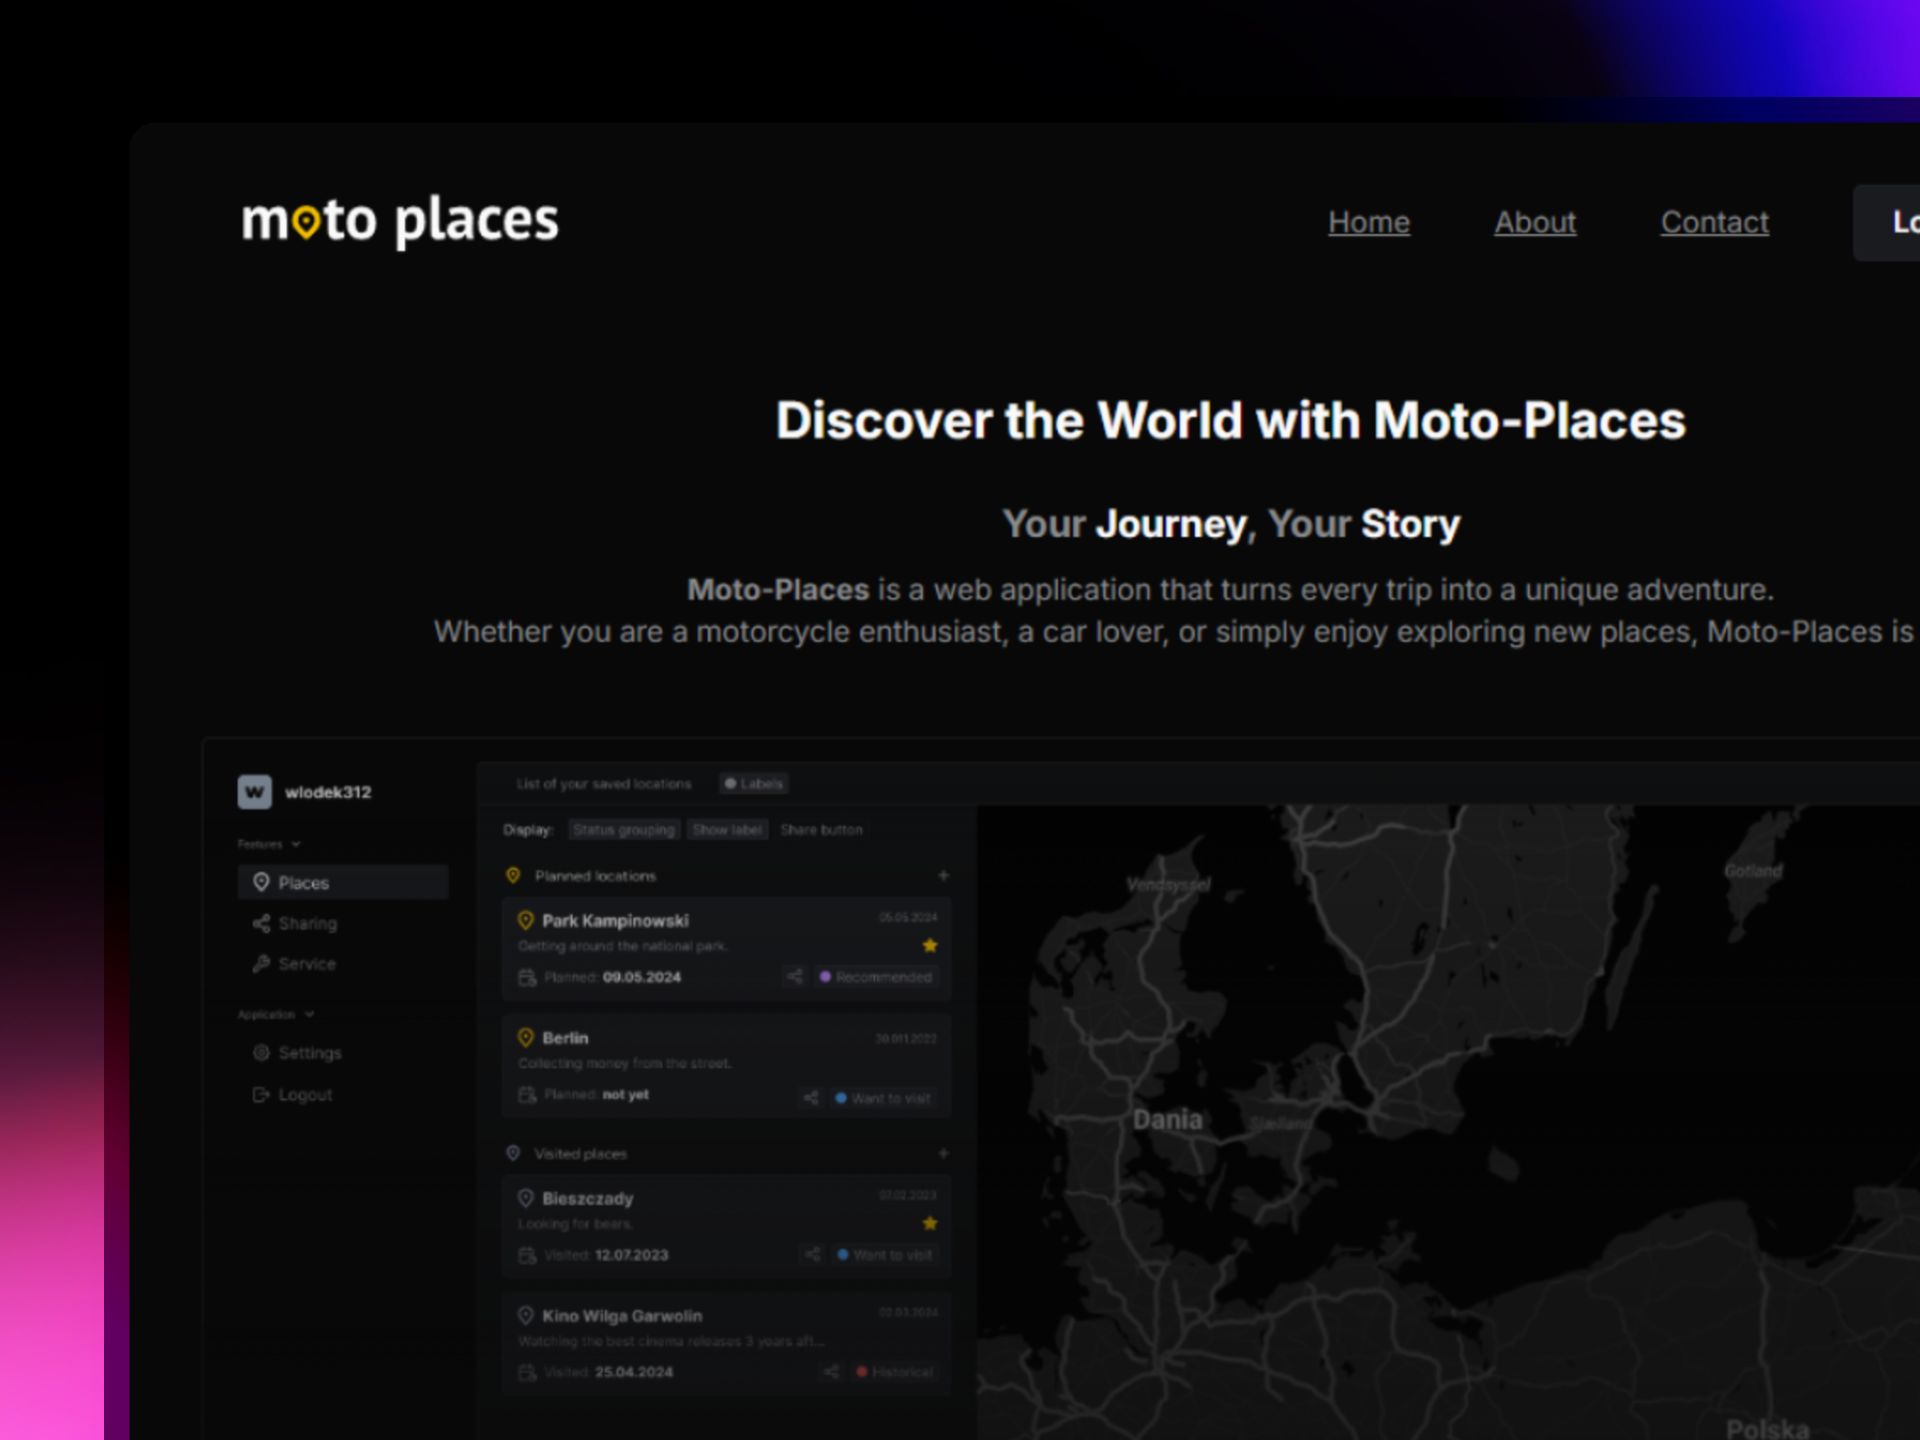 moto places
Home
About
Contact
Lo
Discover the World with Moto-Places
Your Journey, Your Story
Moto-Places is a web application that turns every trip into a unique adventure.
Whether you are a motorcycle enthusiast, a car lover, or simply enjoy exploring new places, Moto-Places is
W
wlodek312
Features
Places
Sharing
Service
Application
Settings
Logout
List of your saved locations
Labels
Display: Status grouping Show label Share button
Planned locations
Park Kampinowski
05.05.2024
Getting around the national park.
Planned: 09.05.2024
Recommended
Berlin
30.011.2022
Collecting money from the street.
Planned: not yet
Want to visit
Visited places
Bieszczady
07.02.2023
Looking for bears.
Visited: 12.07.2023
Want to visit
Kino Wilga Garwolin
02.03.2024
Watching the best cinema releases 3 years aft...
Visited: 25.04.2024
Historical
Vendsyssel
Gotland
Dania
Sjælland
Polska